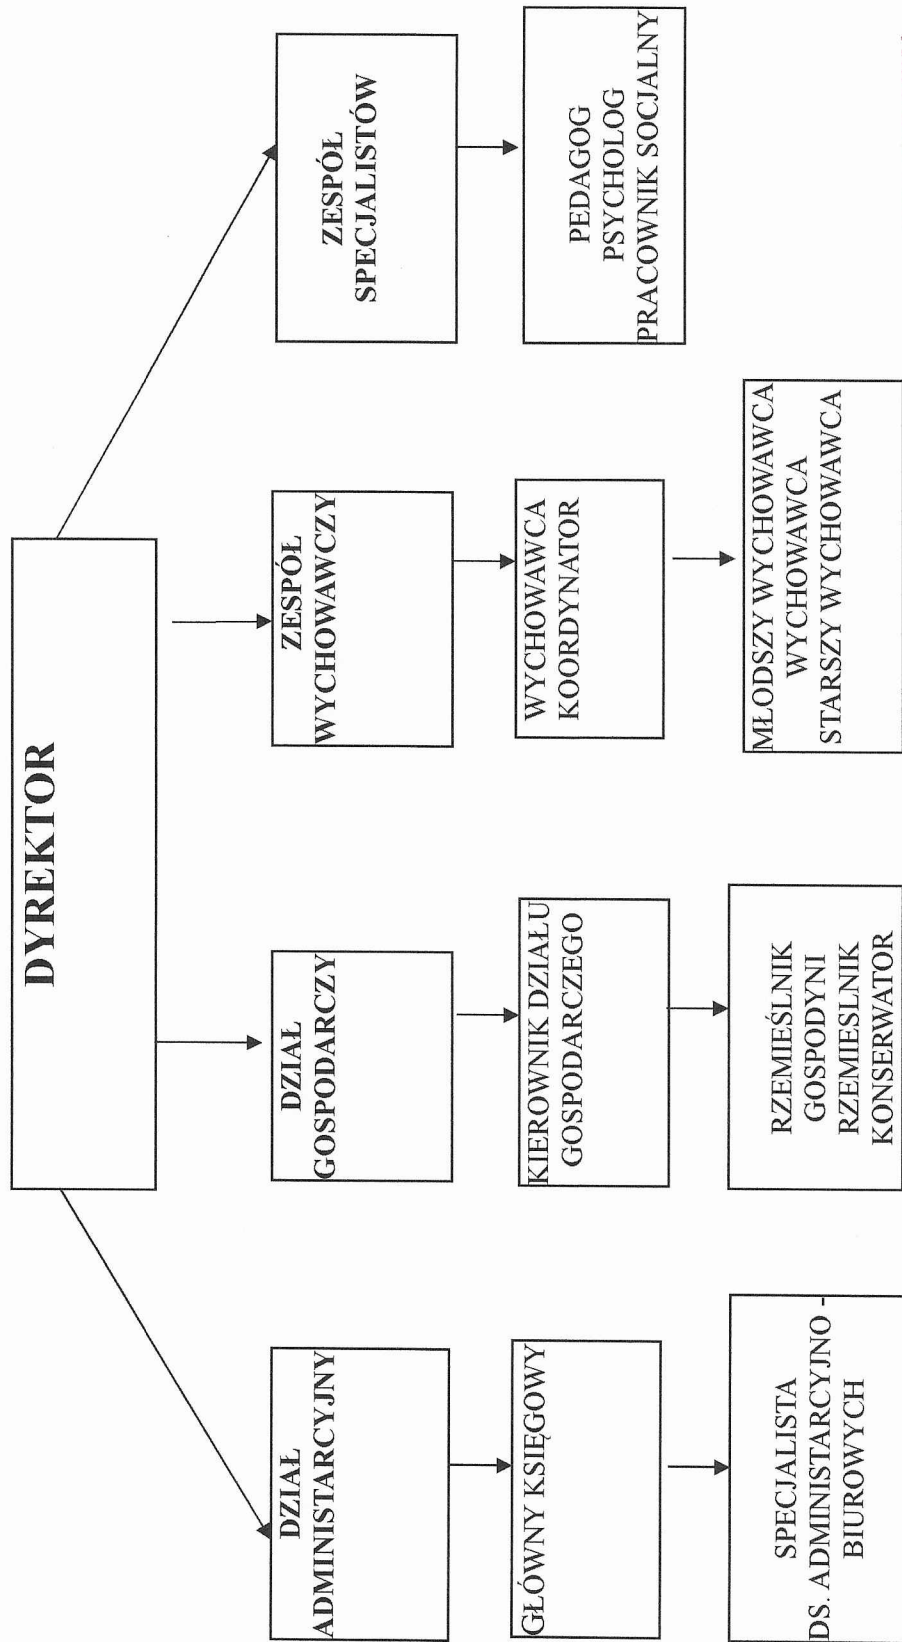 DYREKTOR
DZIAŁ
ADMINISTARCYJNY
DZIAŁ
GOSPODARCZY
ZESPÓŁ
WYCHOWAWCZY
ZESPÓŁ
SPECJALISTÓW
GŁÓWNY KSIĘGOWY
KIEROWNIK DZIAŁU
GOSPODARCZEGO
WYCHOWAWCA
KOORDYNATOR
PEDAGOG
PSYCHOLOG
PRACOWNIK SOCJALNY
SPECJALISTA
DS. ADMINISTARCYJNO -
BIUROWYCH
RZEMIEŚLNIK
GOSPODYNI
RZEMIESLNIK
KONSERWATOR
MŁODSZY WYCHOWAWCA
WYCHOWAWCA
STARSZY WYCHOWAWCA